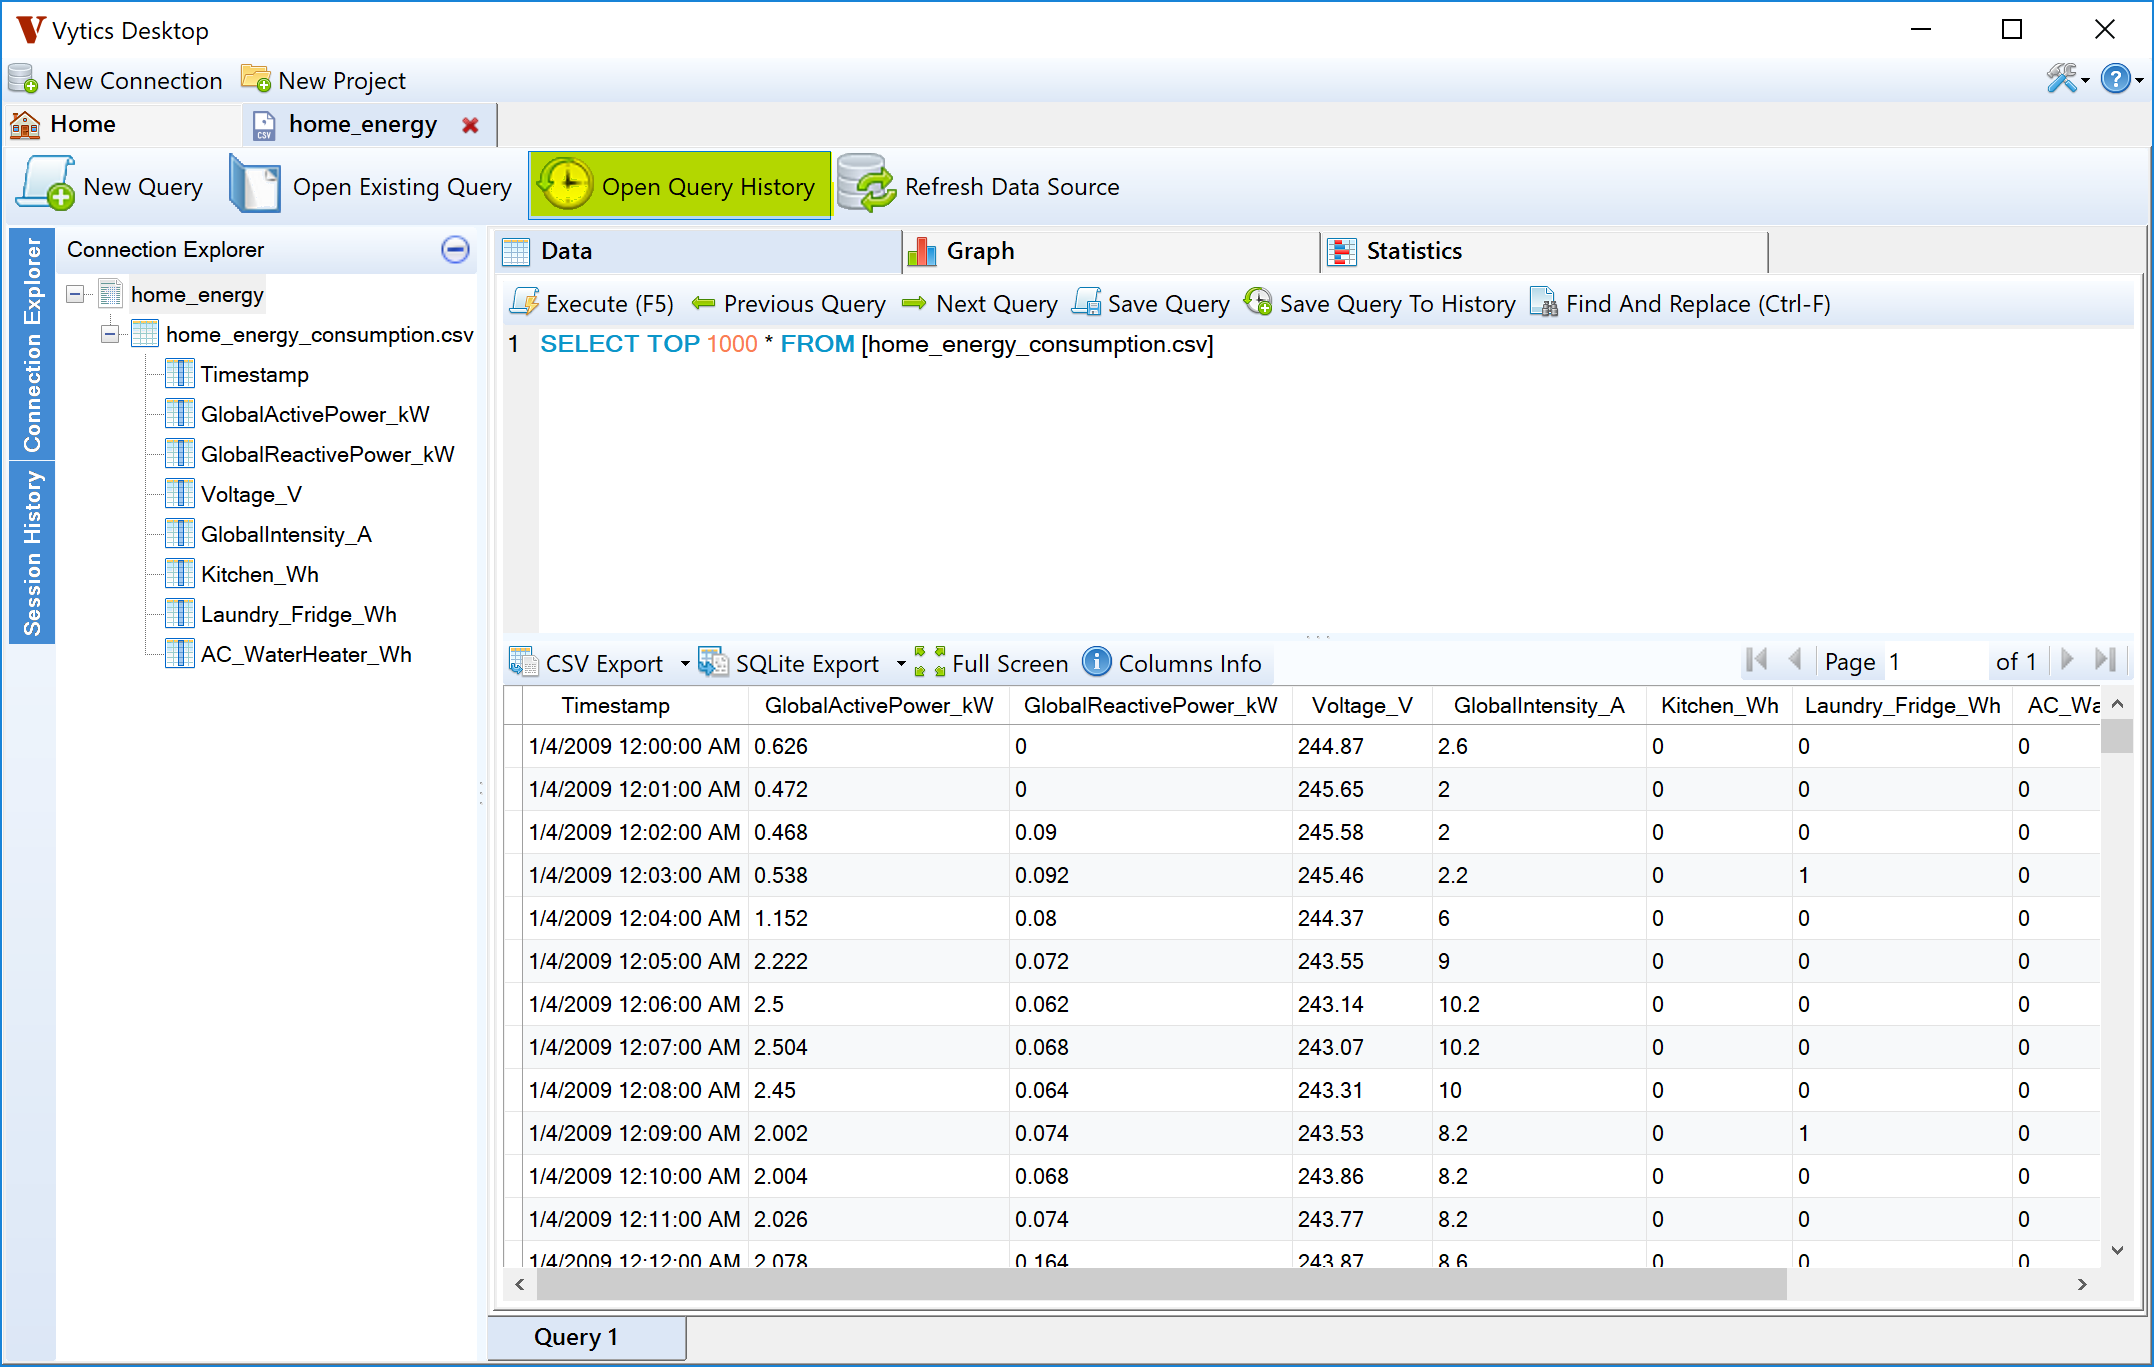 Vytics Desktop
New Connection New Project
Home home_energy
CSV
New Query Open Existing Query Open Query History Refresh Data Source
Connection Explorer
Session History
Connection Explorer
home_energy
home_energy_consumption.csv
Timestamp
GlobalActivePower_kW
GlobalReactivePower_kW
Voltage_V
GlobalIntensity_A
Kitchen_Wh
Laundry_Fridge_Wh
AC_WaterHeater_Wh
Data Graph Statistics
Execute (F5) Previous Query Next Query Save Query Save Query To History Find And Replace (Ctrl-F)
1 SELECT TOP 1000 * FROM [home_energy_consumption.csv]
CSV Export SQLite Export Full Screen Columns Info Page 1 of 1
Timestamp GlobalActivePower_kW GlobalReactivePower_kW Voltage_V GlobalIntensity_A Kitchen_Wh Laundry_Fridge_Wh AC_Wa
1/4/2009 12:00:00 AM 0.626 0 244.87 2.6 0 0 0
1/4/2009 12:01:00 AM 0.472 0 245.65 2 0 0 0
1/4/2009 12:02:00 AM 0.468 0.09 245.58 2 0 0 0
1/4/2009 12:03:00 AM 0.538 0.092 245.46 2.2 0 1 0
1/4/2009 12:04:00 AM 1.152 0.08 244.37 6 0 0 0
1/4/2009 12:05:00 AM 2.222 0.072 243.55 9 0 0 0
1/4/2009 12:06:00 AM 2.5 0.062 243.14 10.2 0 0 0
1/4/2009 12:07:00 AM 2.504 0.068 243.07 10.2 0 0 0
1/4/2009 12:08:00 AM 2.45 0.064 243.31 10 0 0 0
1/4/2009 12:09:00 AM 2.002 0.074 243.53 8.2 0 1 0
1/4/2009 12:10:00 AM 2.004 0.068 243.86 8.2 0 0 0
1/4/2009 12:11:00 AM 2.026 0.074 243.77 8.2 0 0 0
1/4/2009 12:12:00 AM 2.078 0.164 243.87 8.6 0 0 0
Query 1